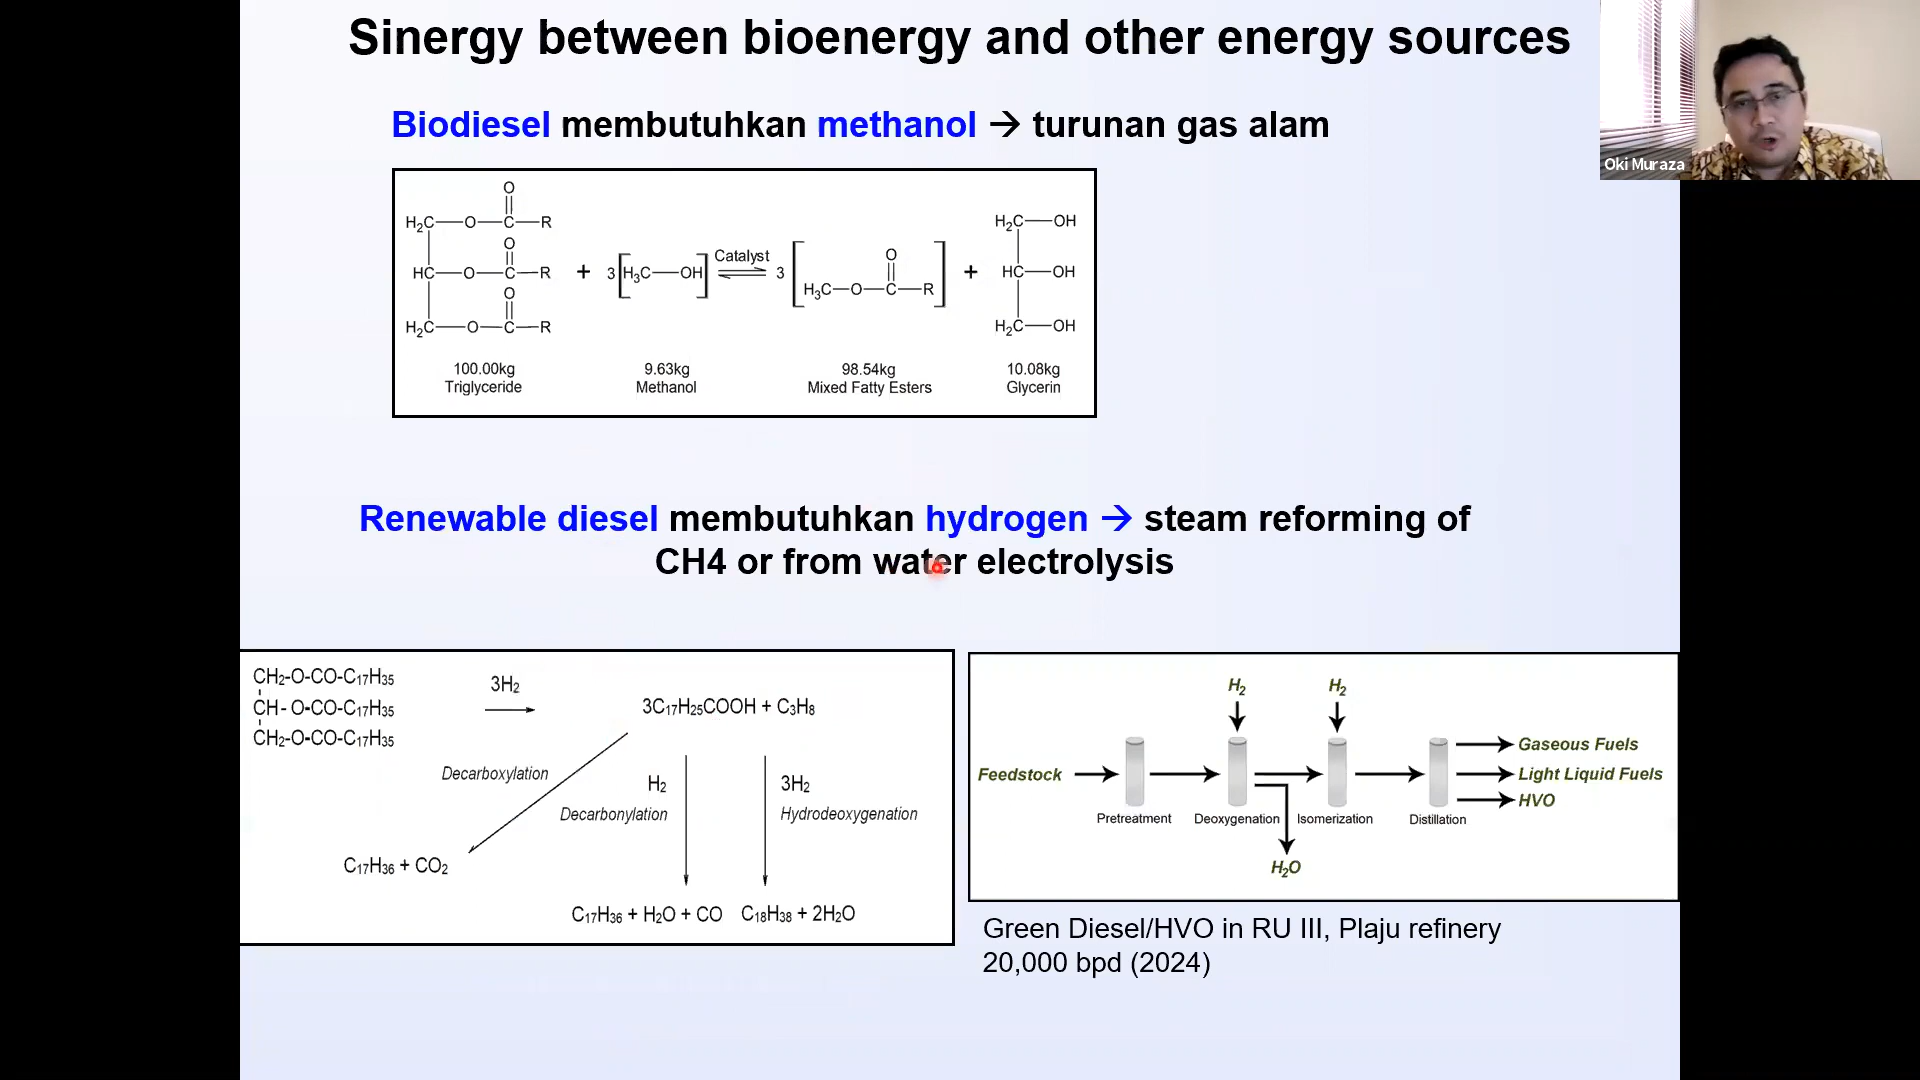 Sinergy between bioenergy and other energy sources
Oki Muraza
Biodiesel membutuhkan methanol → turunan gas alam
O
H₂C—O—C—R
O
HC—O—C—R
O
H₂C—O—C—R
+ 3[H₃C—OH] Catalyst ⇌ 3
O
[H₃C—O—C—R]
+
H₂C—OH
HC—OH
H₂C—OH
100.00kg 9.63kg 98.54kg 10.08kg
Triglyceride Methanol Mixed Fatty Esters Glycerin
Renewable diesel membutuhkan hydrogen → steam reforming of
CH4 or from water electrolysis
CH₂-O-CO-C₁₇H₃₅
CH-O-CO-C₁₇H₃₅
CH₂-O-CO-C₁₇H₃₅
3H₂
3C₁₇H₂₅COOH + C₃H₈
Decarboxylation
H₂
Decarbonylation
3H₂
Hydrodeoxygenation
C₁₇H₃₆ + CO₂
C₁₇H₃₆ + H₂O + CO
C₁₈H₃₈ + 2H₂O
H₂ H₂
Feedstock
Pretreatment Deoxygenation Isomerization Distillation
H₂O
Gaseous Fuels
Light Liquid Fuels
HVO
Green Diesel/HVO in RU III, Plaju refinery
20,000 bpd (2024)